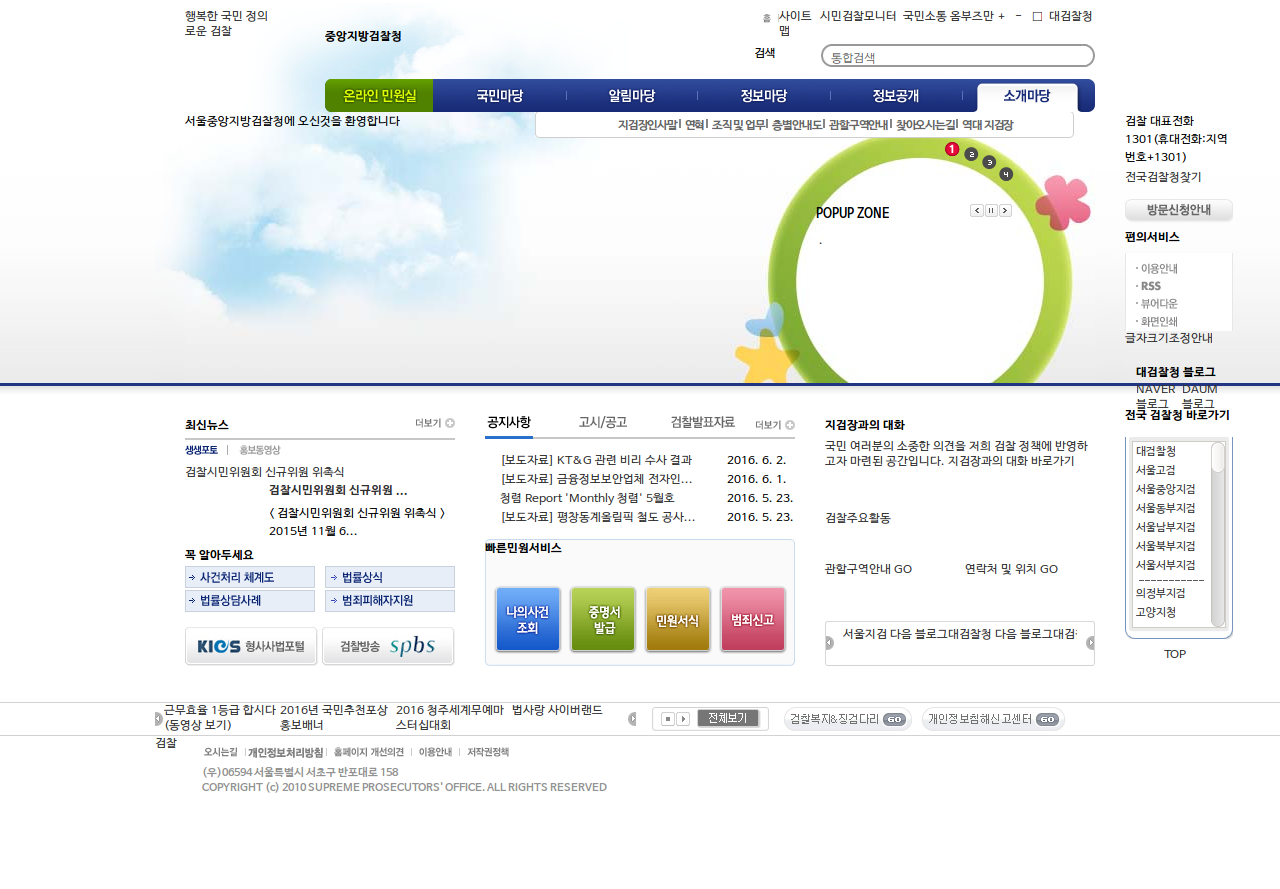 행복한 국민 정의
로운 검찰
홈
사이트
맵
시민검찰모니터 국민소통 옴부즈만 + - □ 대검찰청
중앙지방검찰청
검색
통합검색
온라인 민원실 국민마당 알림마당 정보마당 정보공개 소개마당
서울중앙지방검찰청에 오신것을 환영합니다
지검장인사말 연혁 조직 및 업무 층별안내도 관할구역안내 찾아오시는길 역대 지검장
검찰 대표전화
1301(휴대전화:지역
번호+1301)
전국검찰청찾기
방문신청안내
편의서비스
· 이용안내
· RSS
· 뷰어다운
· 화면인쇄
글자크기조정안내
1 2 3 4
POPUP ZONE
.
대검찰청 블로그
NAVER DAUM
블로그 블로그
전국 검찰청 바로가기
최신뉴스 더보기
생생포토 홍보동영상
검찰시민위원회 신규위원 위촉식
검찰시민위원회 신규위원 ...
< 검찰시민위원회 신규위원 위촉식 >
2015년 11월 6...
꼭 알아두세요
사건처리 체계도 법률상식
법률상담사례 범죄피해자지원
KICS 형사사법포털 검찰방송 spbs
공지사항 고시/공고 검찰발표자료 더보기
[보도자료] KT&G 관련 비리 수사 결과 2016. 6. 2.
[보도자료] 금융정보보안업체 전자인... 2016. 6. 1.
청렴 Report 'Monthly 청렴' 5월호 2016. 5. 23.
[보도자료] 평창동계올림픽 철도 공사... 2016. 5. 23.
빠른민원서비스
나의사건
조회
증명서
발급
민원서식
범죄신고
지검장과의 대화
국민 여러분의 소중한 의견을 저희 검찰 정책에 반영하
고자 마련된 공간입니다. 지검장과의 대화 바로가기
검찰주요활동
관할구역안내 GO 연락처 및 위치 GO
서울지검 다음 블로그대검찰청 다음 블로그대검
대검찰청
서울고검
서울중앙지검
서울동부지검
서울남부지검
서울북부지검
서울서부지검
------------
의정부지검
고양지청
TOP
근무효율 1등급 합시다
(동영상 보기)
2016년 국민추천포상
홍보배너
2016 청주세계무예마
스터십대회
법사랑 사이버랜드
전체보기
검찰복지&징검다리 GO
개인정보침해신고센터 GO
검찰
오시는길 개인정보처리방침 홈페이지 개선의견 이용안내 저작권정책
(우)06594 서울특별시 서초구 반포대로 158
COPYRIGHT (c) 2010 SUPREME PROSECUTORS' OFFICE. ALL RIGHTS RESERVED